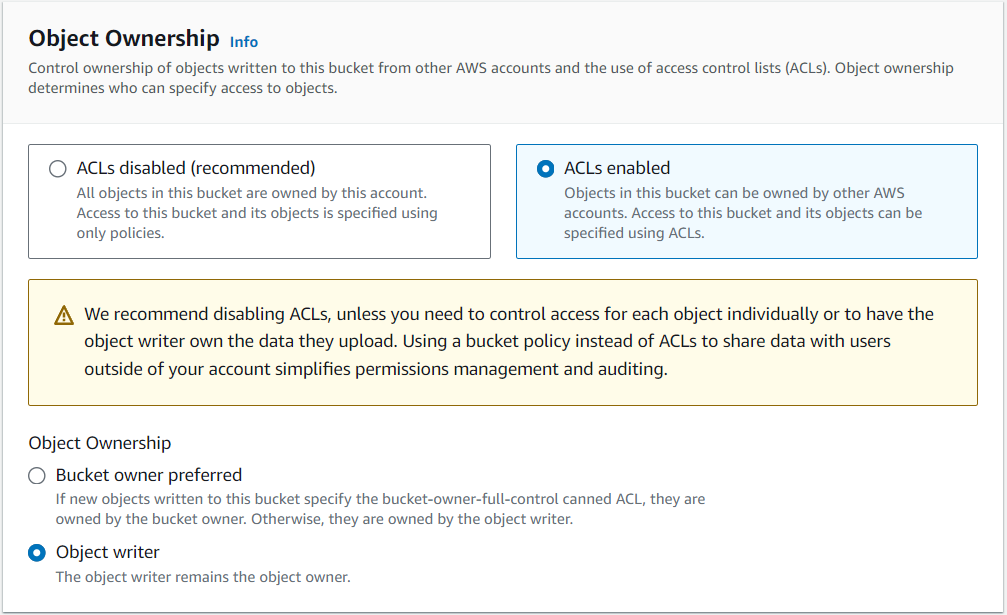 Object Ownership Info
Control ownership of objects written to this bucket from other AWS accounts and the use of access control lists (ACLs). Object ownership
determines who can specify access to objects.
ACLs disabled (recommended)
All objects in this bucket are owned by this account.
Access to this bucket and its objects is specified using
only policies.
ACLs enabled
Objects in this bucket can be owned by other AWS
accounts. Access to this bucket and its objects can be
specified using ACLs.
We recommend disabling ACLs, unless you need to control access for each object individually or to have the
object writer own the data they upload. Using a bucket policy instead of ACLs to share data with users
outside of your account simplifies permissions management and auditing.
Object Ownership
Bucket owner preferred
If new objects written to this bucket specify the bucket-owner-full-control canned ACL, they are
owned by the bucket owner. Otherwise, they are owned by the object writer.
Object writer
The object writer remains the object owner.